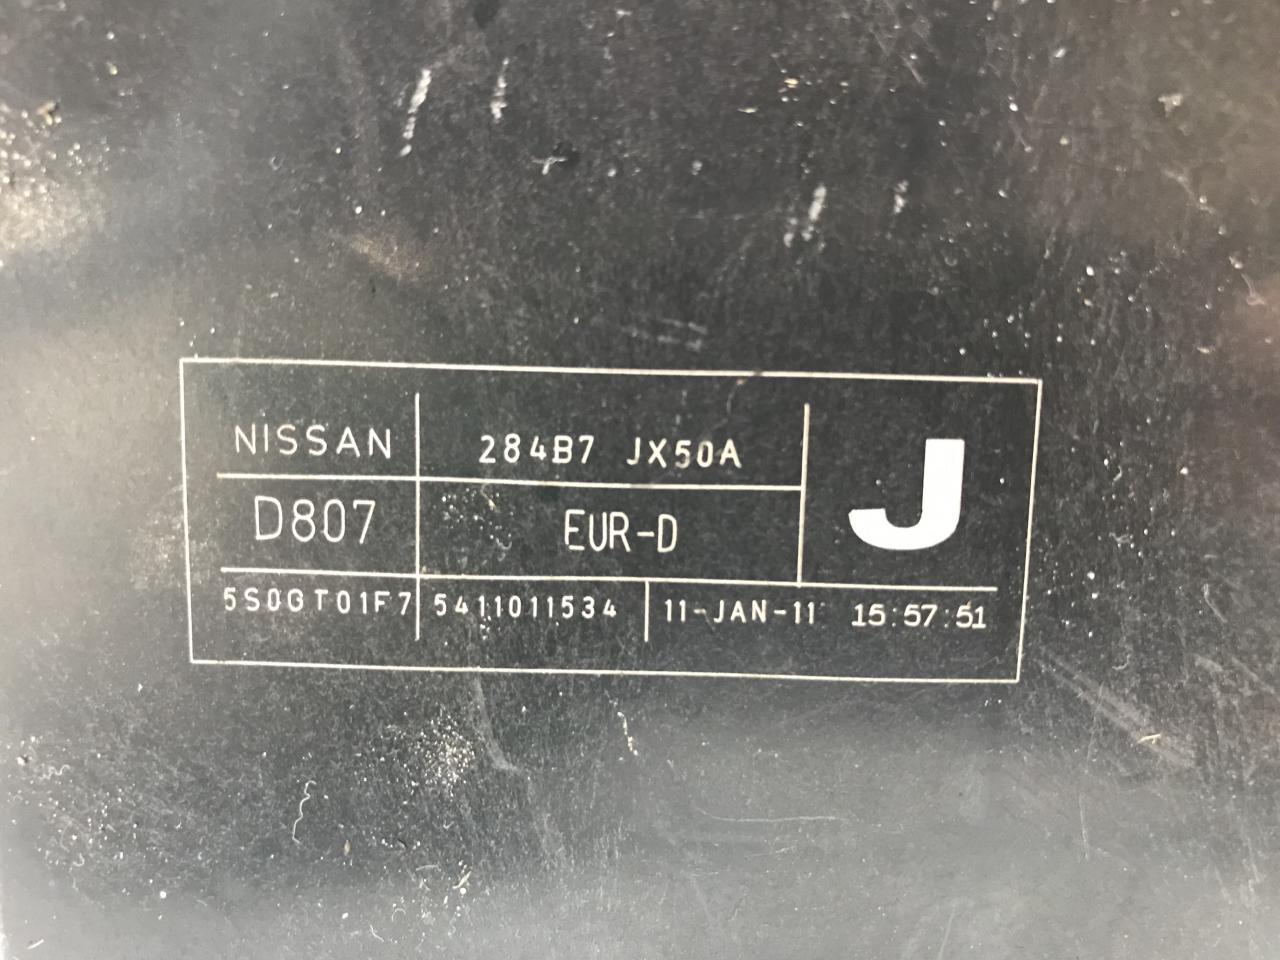 NISSAN 284B7 JX50A J
D807 EUR-D
5S0GT01F7 5411011534 11-JAN-11 15:57:51